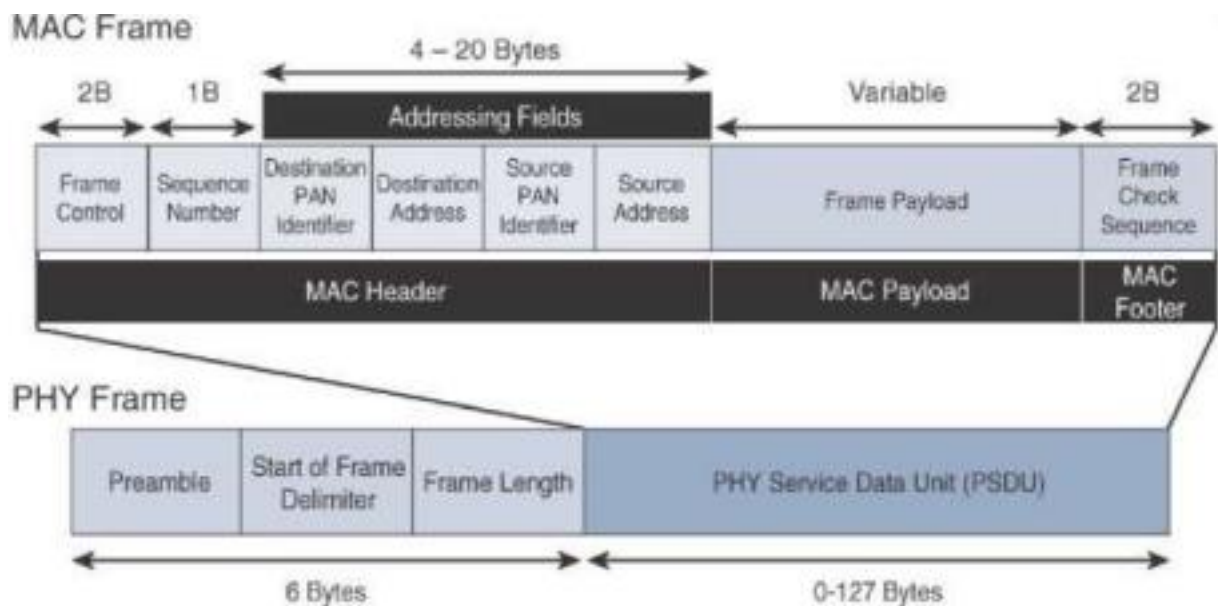 MAC Frame
4 – 20 Bytes
2B
1B
Addressing Fields
Variable
2B
Frame
Control
Sequence
Number
Destination
PAN
Identifier
Destination
Address
Source
PAN
Identifier
Source
Address
Frame Payload
Frame
Check
Sequence
MAC Header
MAC Payload
MAC
Footer
PHY Frame
Preamble
Start of Frame
Delimiter
Frame Length
PHY Service Data Unit (PSDU)
6 Bytes
0-127 Bytes